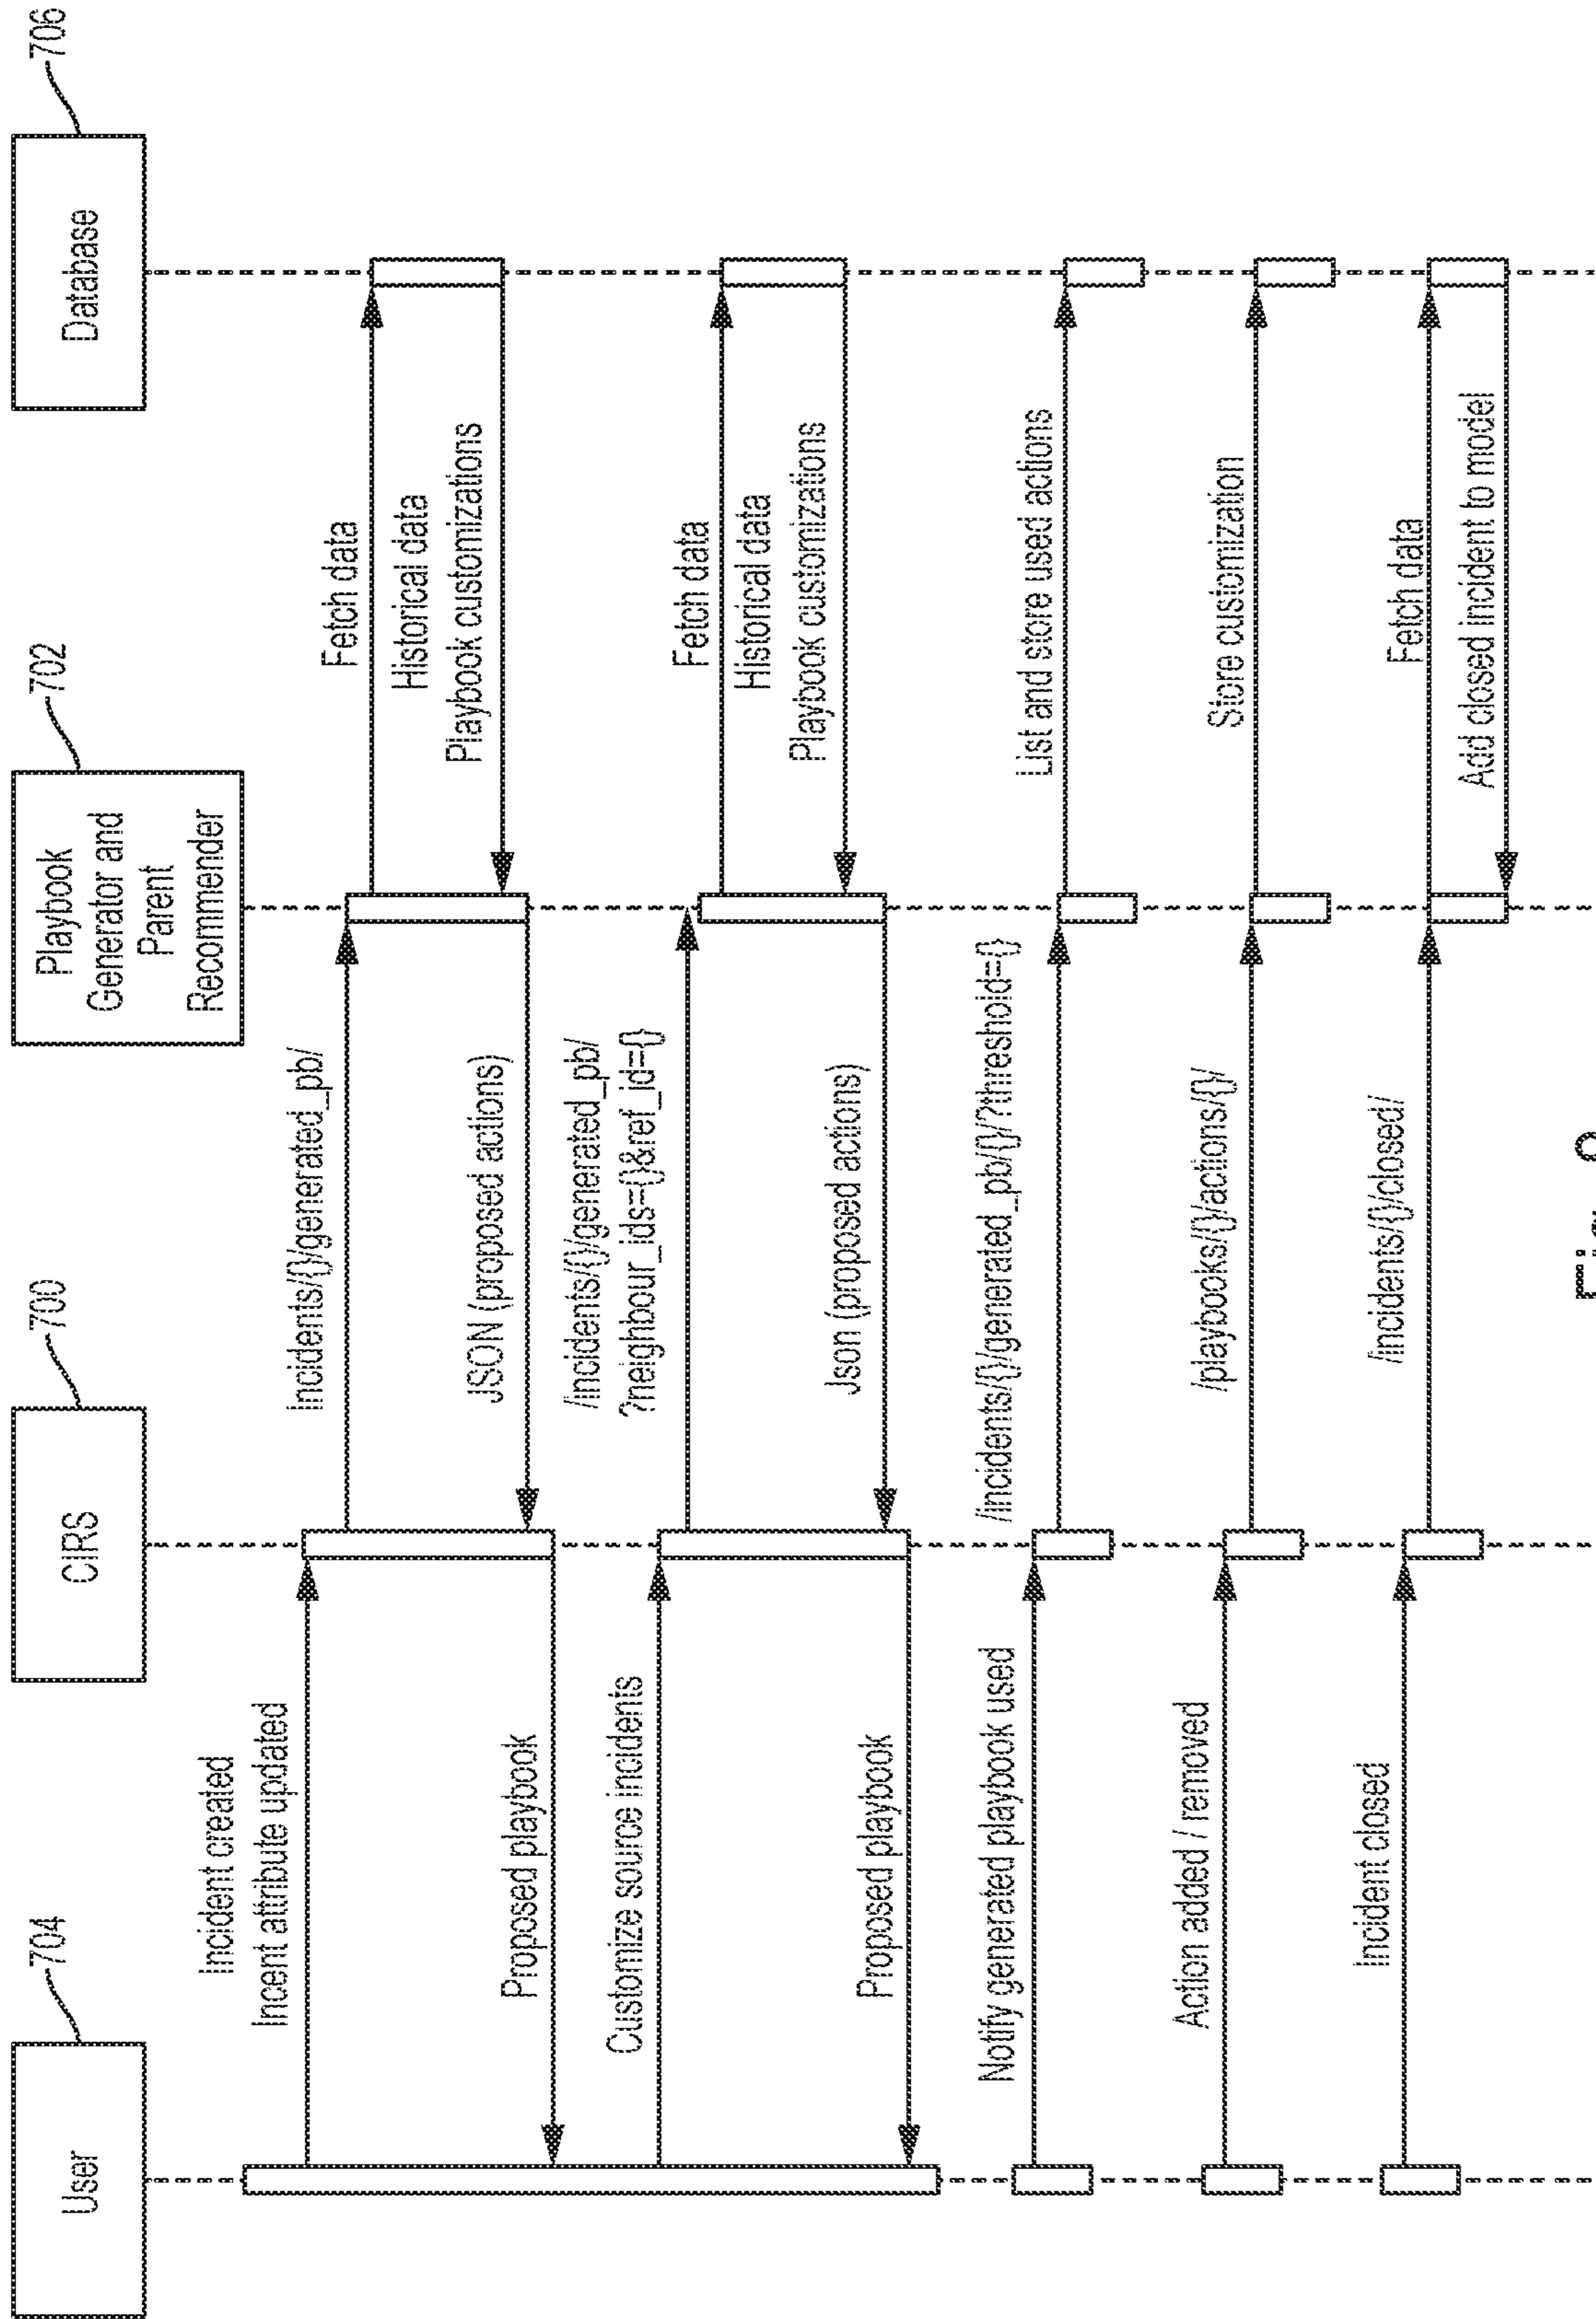 User
704
CIRS
700
Playbook
Generator and
Parent
Recommender
702
Database
706
Incident created
Incent attribute updated
incidents/{}/generated_pb/
Fetch data
Historical data
Playbook customizations
JSON (proposed actions)
Proposed playbook
Customize source incidents
/incidents/{}/generated_pb/
?neighbour_ids={}&ref_id={}
Fetch data
Historical data
Playbook customizations
Json (proposed actions)
Proposed playbook
Notify generated playbook used
/incidents/{}/generated_pb/{}/?threshold={}
List and store used actions
Action added / removed
/playbooks/{}/actions/{}/
Store customization
Incident closed
/incidents/{}/closed/
Fetch data
Add closed incident to model